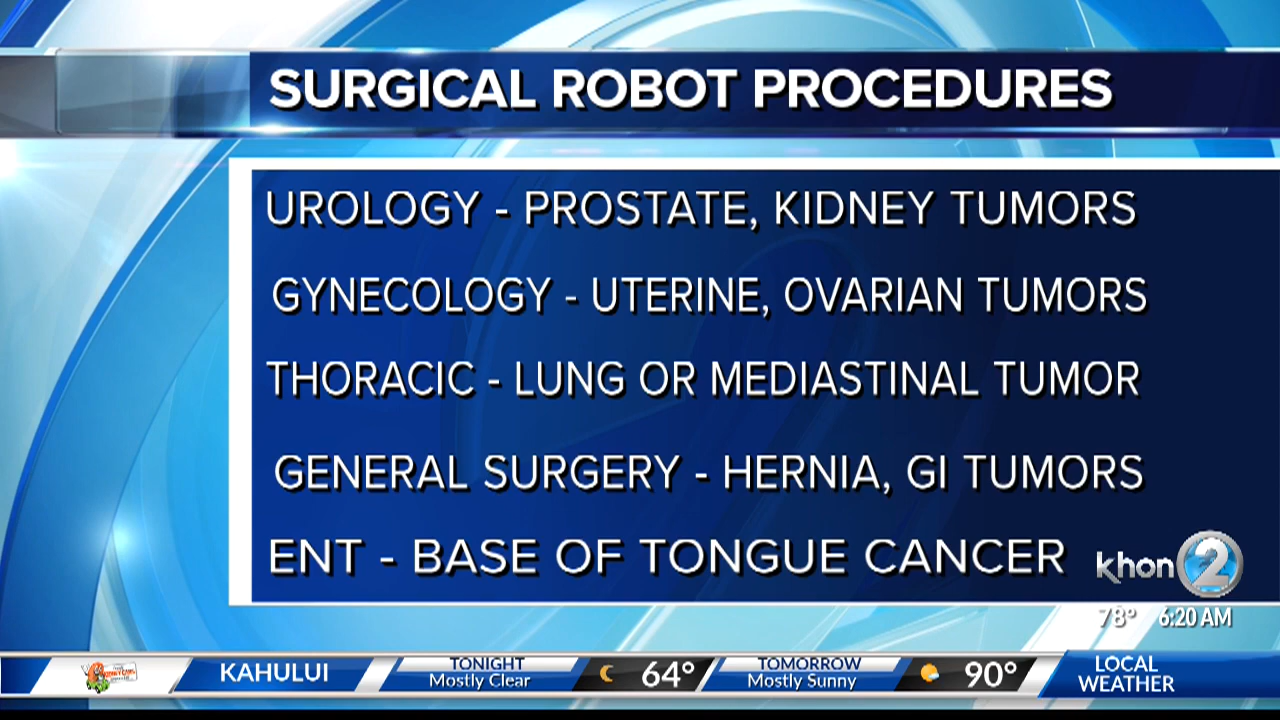 SURGICAL ROBOT PROCEDURES
UROLOGY - PROSTATE, KIDNEY TUMORS
GYNECOLOGY - UTERINE, OVARIAN TUMORS
THORACIC - LUNG OR MEDIASTINAL TUMOR
GENERAL SURGERY - HERNIA, GI TUMORS
ENT - BASE OF TONGUE CANCER
khon 2
78° 6:20 AM
KAHULUI
TONIGHT
Mostly Clear
64°
TOMORROW
Mostly Sunny
90°
LOCAL
WEATHER